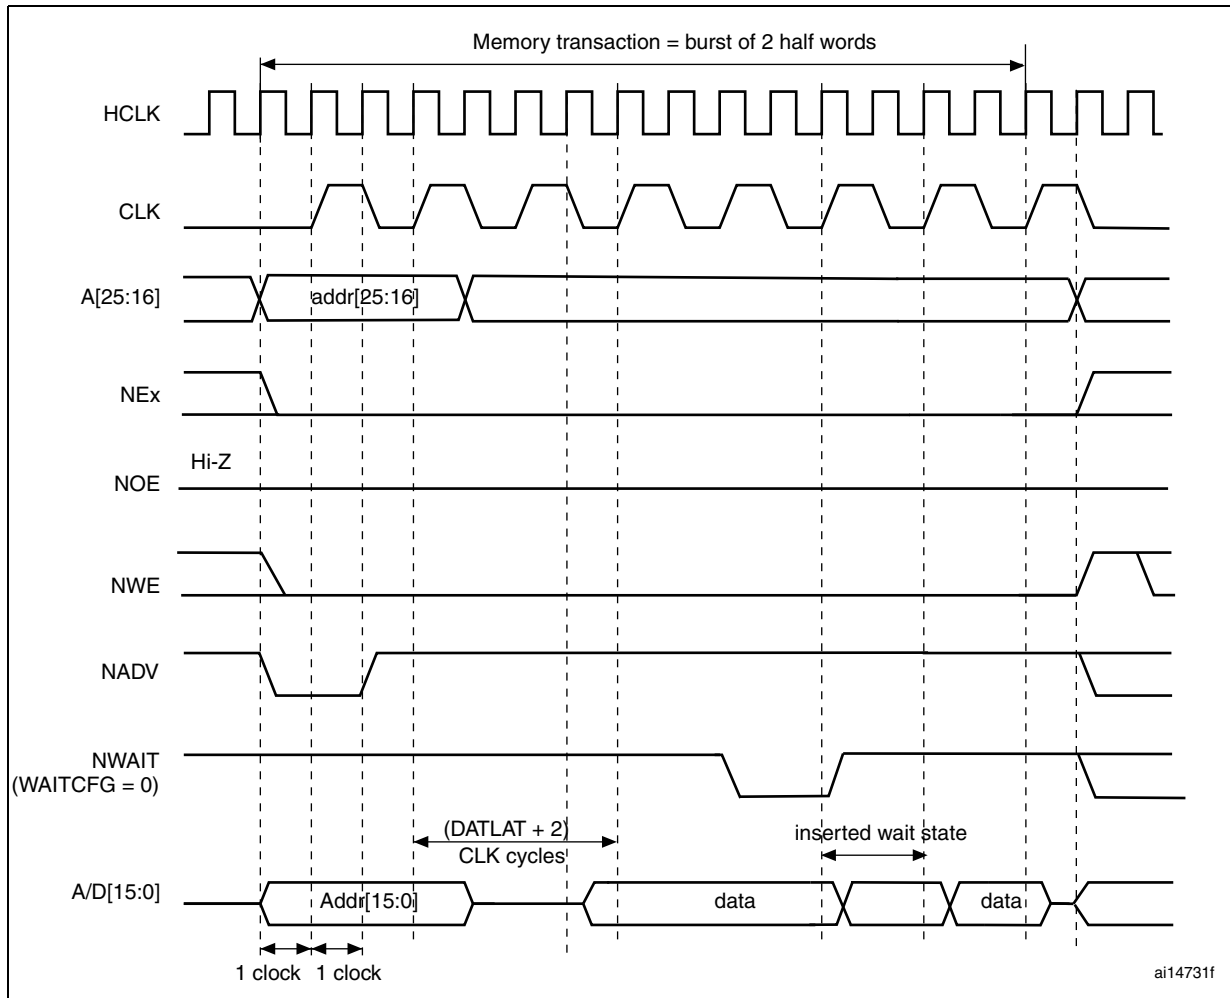 Memory transaction = burst of 2 half words
HCLK
CLK
A[25:16]
addr[25:16]
NEx
Hi-Z
NOE
NWE
NADV
NWAIT
(WAITCFG = 0)
(DATLAT + 2)
CLK cycles
inserted wait state
A/D[15:0]
Addr[15:0]
data
data
1 clock
1 clock
ai14731f